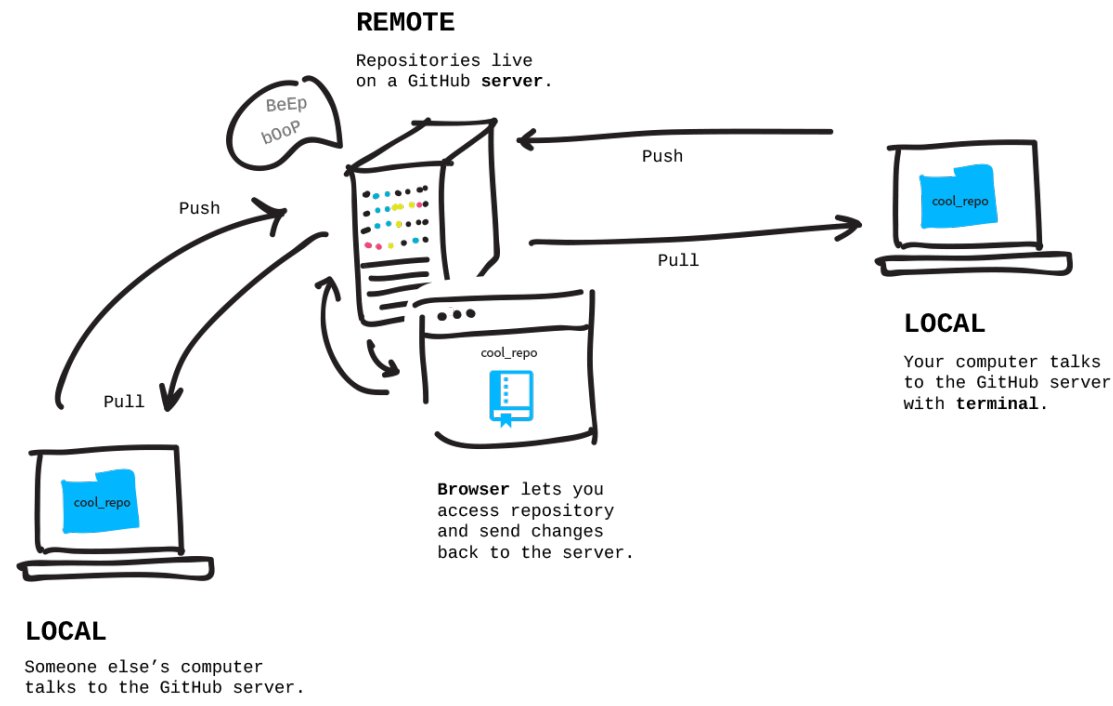 REMOTE
Repositories live
on a GitHub server.
BeEp
bOoP
Push
Push
Pull
Pull
cool_repo
LOCAL
Your computer talks
to the GitHub server
with terminal.
cool_repo
Browser lets you
access repository
and send changes
back to the server.
cool_repo
LOCAL
Someone else’s computer
talks to the GitHub server.